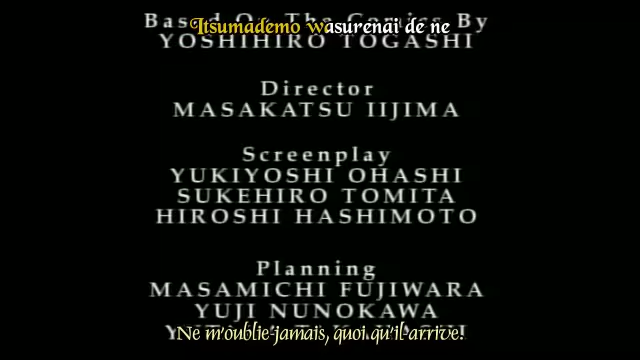 Based On The Comics By
Itsumademo wasurenai de ne
YOSHIHIRO TOGASHI
Director
MASAKATSU IIJIMA
Screenplay
YUKIYOSHI OHASHI
SUKEHIRO TOMITA
HIROSHI HASHIMOTO
Planning
MASAMICHI FUJIWARA
YUJI NUNOKAWA
Ne m'oublie jamais, quoi qu'il arrive!